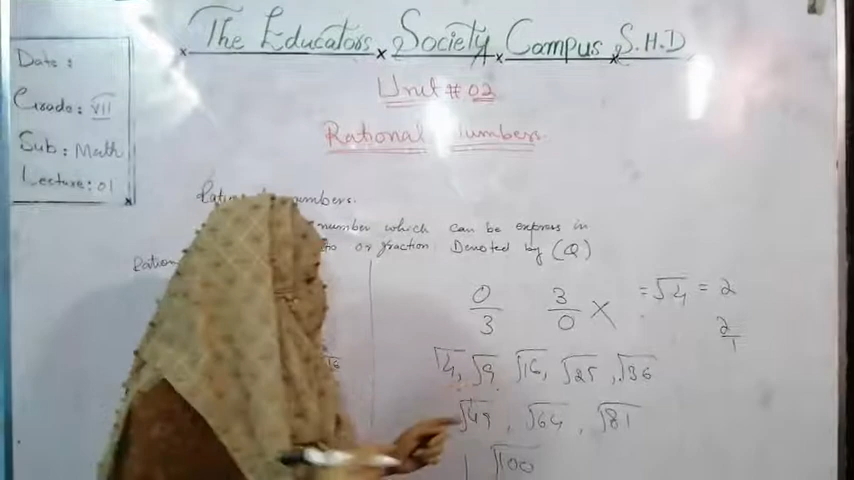 The Educators Society Campus S.H.D
Date :
Grade : VII
Sub : Math
Lecture : 01
Unit # 02
Rational Numbers
numbers.
number which can be express in
or fraction Denoted by (Q)
0/3 3/0 × = √4 = 2
2/1
√4, √9 √16, √25, √36
√49, √64, √81
√100